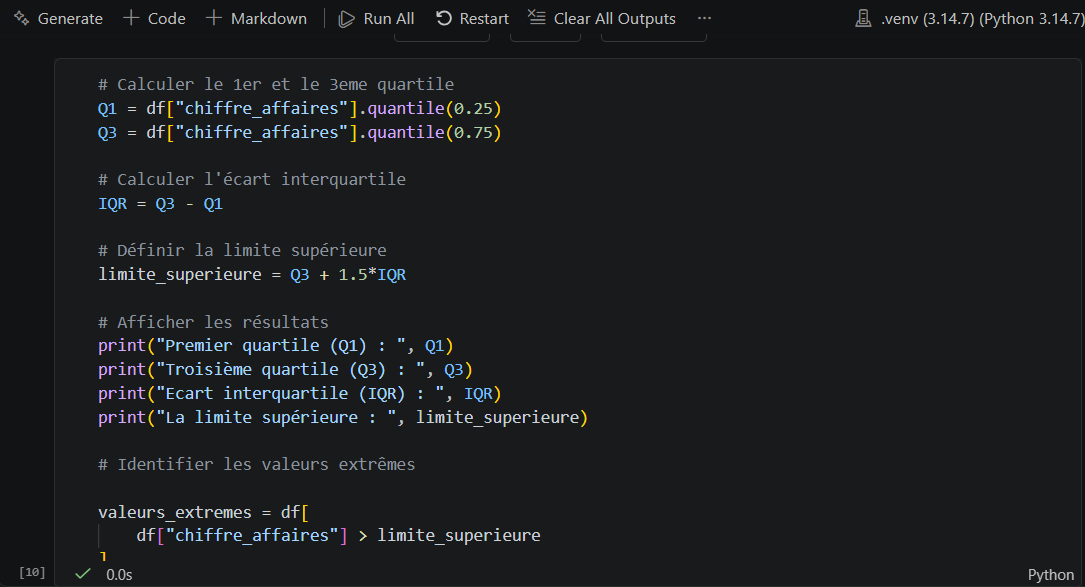 Generate + Code + Markdown Run All Restart Clear All Outputs ... .venv (3.14.7) (Python 3.14.7)
# Calculer le 1er et le 3eme quartile
Q1 = df["chiffre_affaires"].quantile(0.25)
Q3 = df["chiffre_affaires"].quantile(0.75)
# Calculer l'écart interquartile
IQR = Q3 - Q1
# Définir la limite supérieure
limite_superieure = Q3 + 1.5*IQR
# Afficher les résultats
print("Premier quartile (Q1) : ", Q1)
print("Troisième quartile (Q3) : ", Q3)
print("Ecart interquartile (IQR) : ", IQR)
print("La limite supérieure : ", limite_superieure)
# Identifier les valeurs extrêmes
valeurs_extremes = df[
df["chiffre_affaires"] > limite_superieure
]
[10] ✓ 0.0s Python